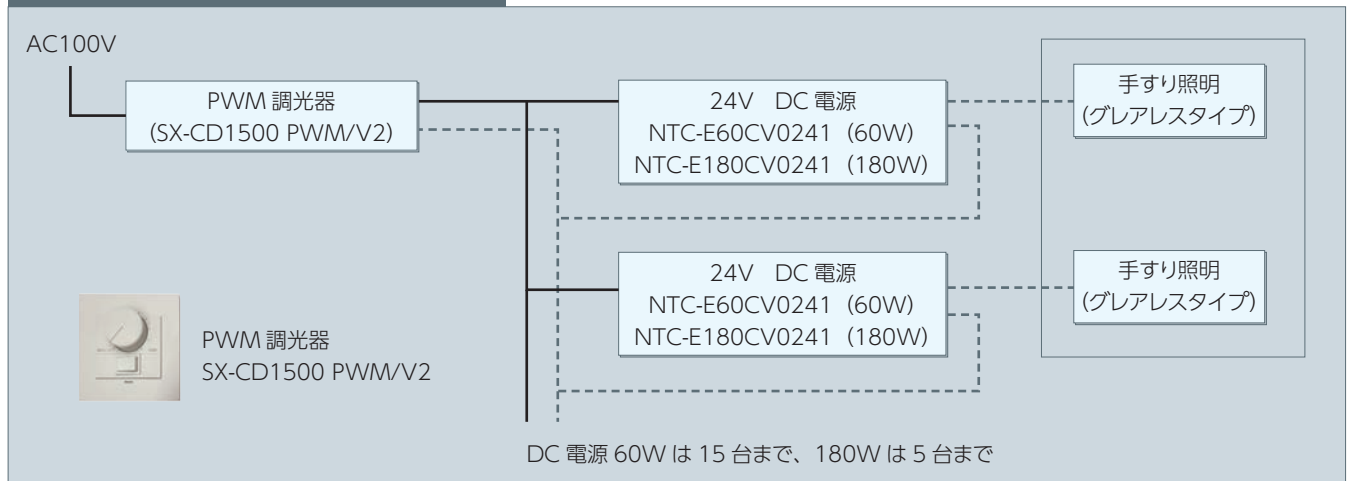 AC100V
PWM 調光器
(SX-CD1500 PWM/V2)
24V　DC 電源
NTC-E60CV0241（60W）
NTC-E180CV0241（180W）
手すり照明
(グレアレスタイプ)
24V　DC 電源
NTC-E60CV0241（60W）
NTC-E180CV0241（180W）
手すり照明
(グレアレスタイプ)
PWM 調光器
SX-CD1500 PWM/V2
DC 電源 60W は 15 台まで、180W は 5 台まで